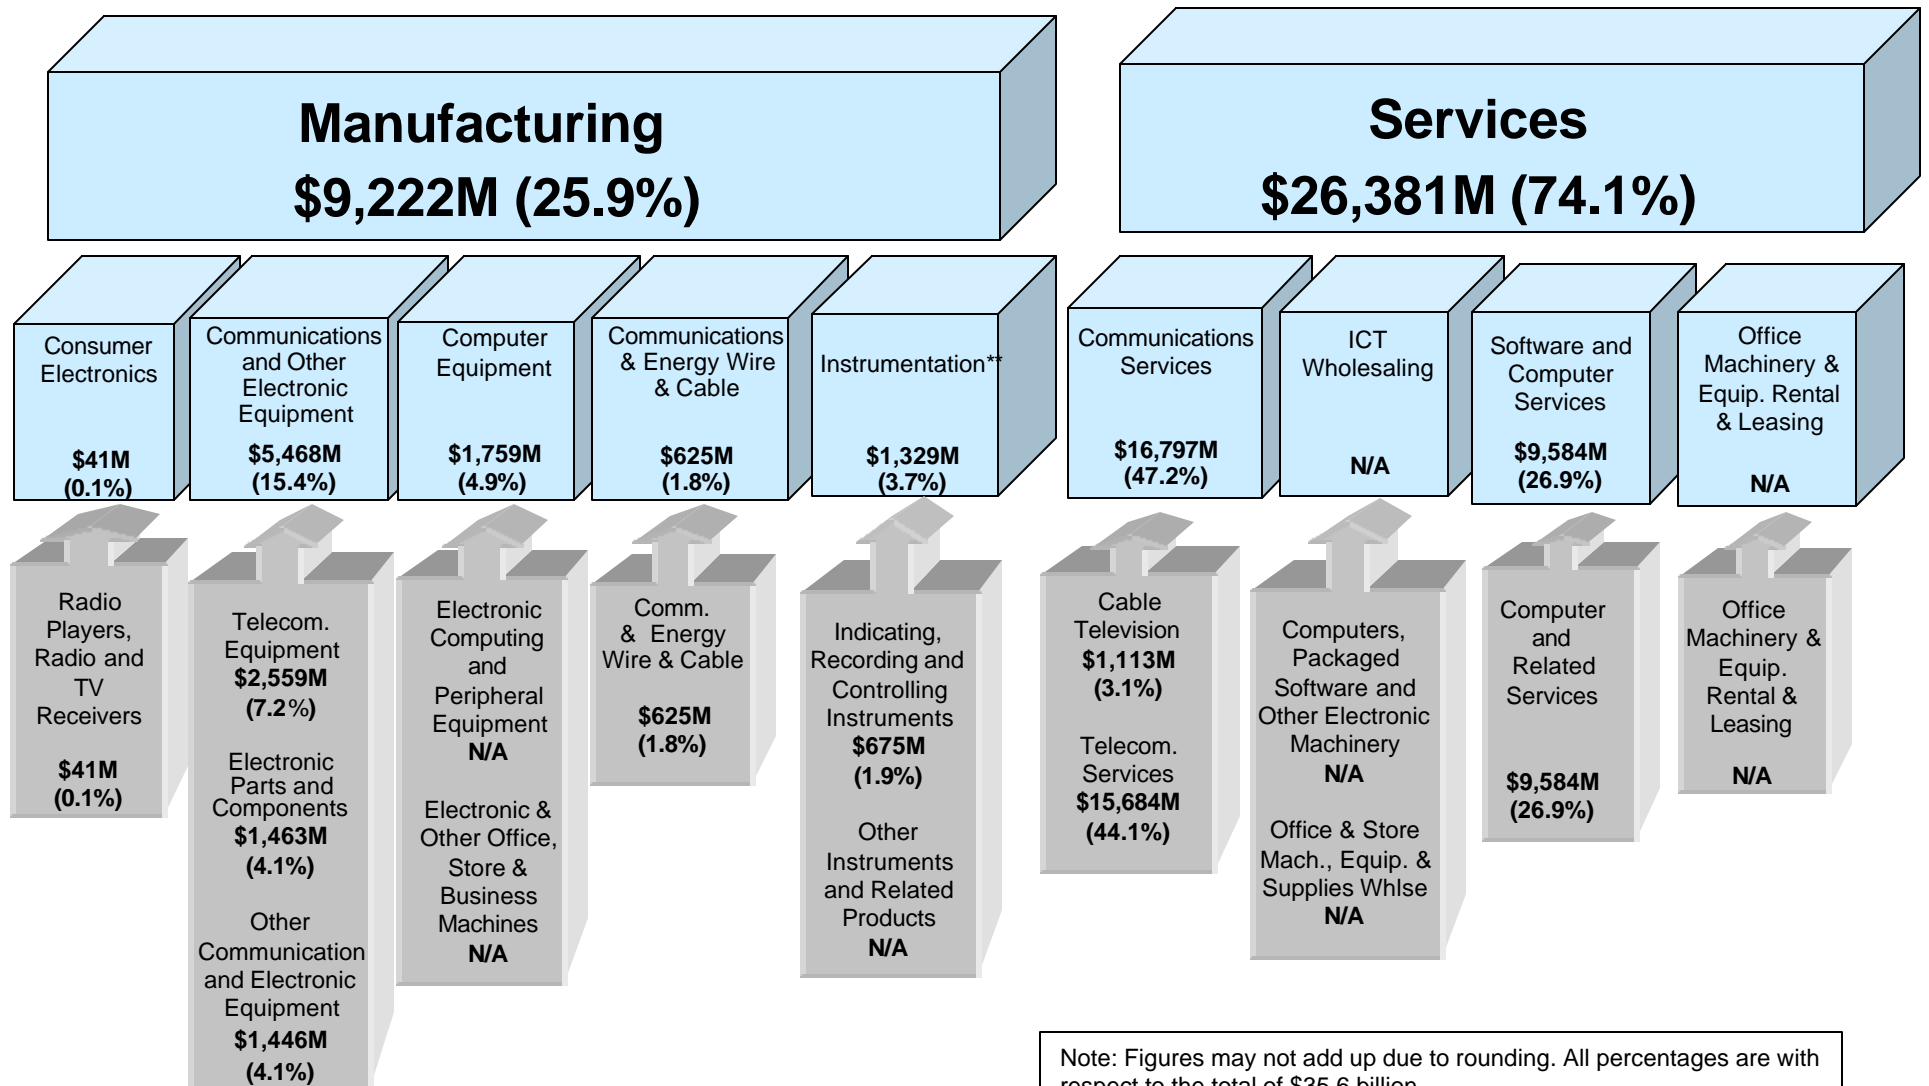 Manufacturing
$9,222M (25.9%)
Services
$26,381M (74.1%)
Consumer
Electronics
$41M
(0.1%)
Communications
and Other
Electronic
Equipment
$5,468M
(15.4%)
Computer
Equipment
$1,759M
(4.9%)
Communications
& Energy Wire
& Cable
$625M
(1.8%)
Instrumentation**
$1,329M
(3.7%)
Communications
Services
$16,797M
(47.2%)
ICT
Wholesaling
N/A
Software and
Computer
Services
$9,584M
(26.9%)
Office
Machinery &
Equip. Rental
& Leasing
N/A
Radio
Players,
Radio and
TV
Receivers
$41M
(0.1%)
Telecom.
Equipment
$2,559M
(7.2%)
Electronic
Parts and
Components
$1,463M
(4.1%)
Other
Communication
and Electronic
Equipment
$1,446M
(4.1%)
Electronic
Computing
and
Peripheral
Equipment
N/A
Electronic &
Other Office,
Store &
Business
Machines
N/A
Comm.
& Energy
Wire & Cable
$625M
(1.8%)
Indicating,
Recording and
Controlling
Instruments
$675M
(1.9%)
Other
Instruments
and Related
Products
N/A
Cable
Television
$1,113M
(3.1%)
Telecom.
Services
$15,684M
(44.1%)
Computers,
Packaged
Software and
Other Electronic
Machinery
N/A
Office & Store
Mach., Equip. &
Supplies Whlse
N/A
Computer
and
Related
Services
$9,584M
(26.9%)
Office
Machinery &
Equip.
Rental &
Leasing
N/A
Note: Figures may not add up due to rounding. All percentages are with
respect to the total of $35.6 billion